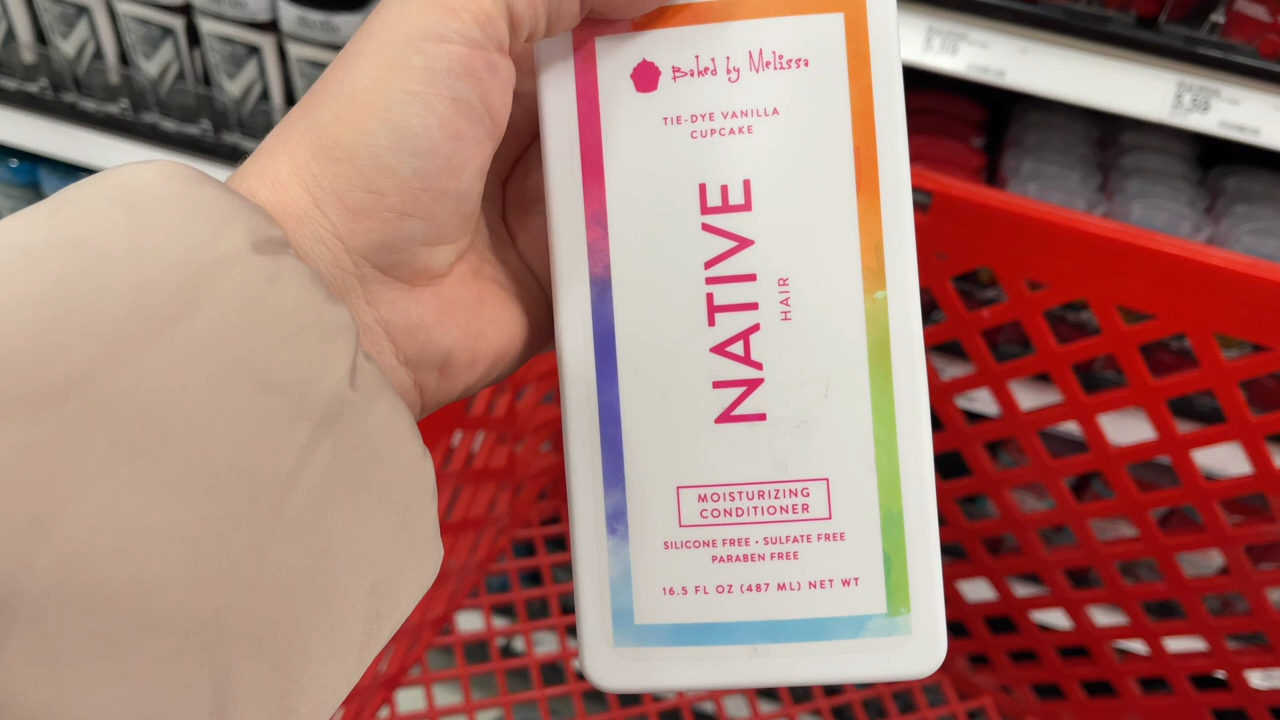 Baked by Melissa
TIE-DYE VANILLA
CUPCAKE
NATIVE
HAIR
MOISTURIZING
CONDITIONER
SILICONE FREE • SULFATE FREE
PARABEN FREE
16.5 FL OZ (487 ML) NET WT